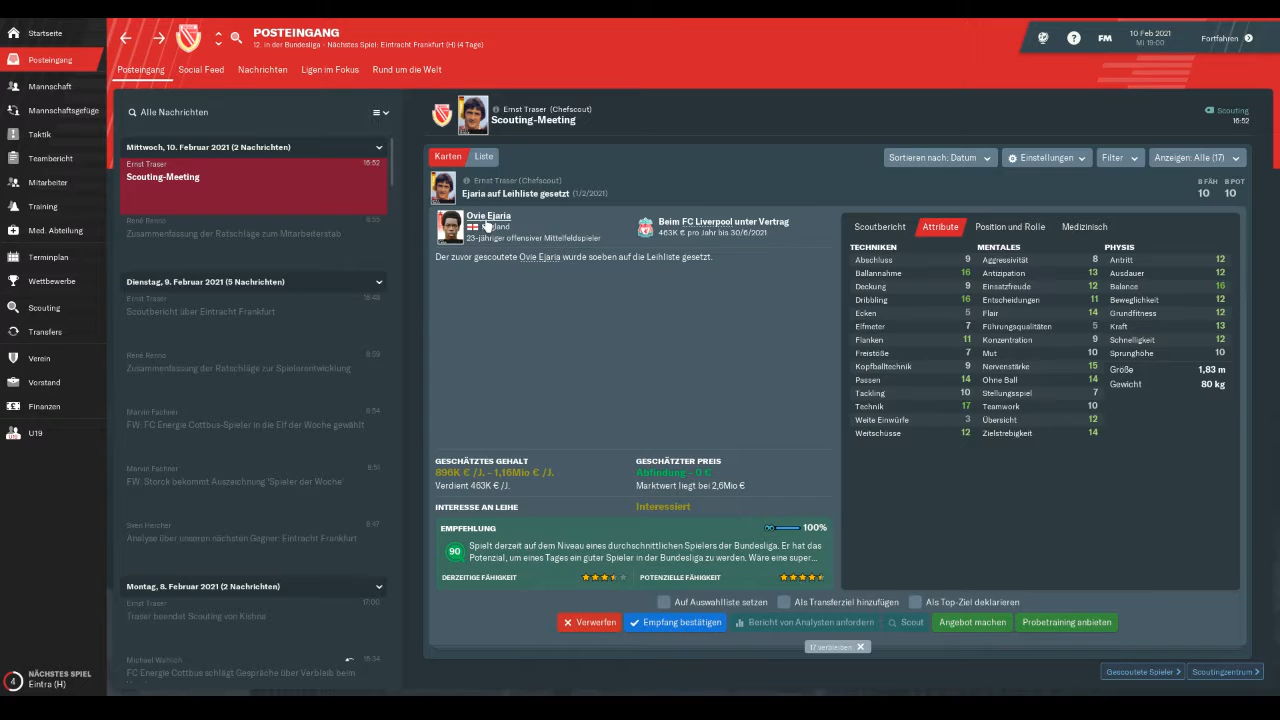 Startseite
Posteingang
Mannschaft
Mannschaftsgefüge
Taktik
Teambericht
Mitarbeiter
Training
Med. Abteilung
Terminplan
Wettbewerbe
Scouting
Transfers
Verein
Vorstand
Finanzen
U19
U19
4
NÄCHSTES SPIEL
Eintra (H)
POSTEINGANG
12. in der Bundesliga - Nächstes Spiel: Eintracht Frankfurt (H) (4 Tage)
FM
10 Feb 2021
MI 19:00
Fortfahren
Posteingang
Social Feed
Nachrichten
Ligen im Fokus
Rund um die Welt
Alle Nachrichten
Mittwoch, 10. Februar 2021 (2 Nachrichten)
Ernst Traser 16:52
Scouting-Meeting
René Renno 8:55
Zusammenfassung der Ratschläge zum Mitarbeiterstab
Dienstag, 9. Februar 2021 (5 Nachrichten)
Ernst Traser
Scoutbericht über Eintracht Frankfurt
René Renno 8:59
Zusammenfassung der Ratschläge zur Spielerentwicklung
Marvin Fachner 8:54
FW: FC Energie Cottbus-Spieler in die Elf der Woche gewählt
Marvin Fachner 8:51
FW: Storck bekommt Auszeichnung 'Spieler der Woche'
Sven Hercher 8:47
Analyse über unseren nächsten Gegner: Eintracht Frankfurt
Montag, 8. Februar 2021 (2 Nachrichten)
Ernst Traser 17:00
Traser beendet Scouting von Kishna
Michael Wahlich
FC Energie Cottbus schlägt Gespräche über Verbleib beim
Ernst Traser (Chefscout)
Scouting-Meeting
Scouting
16:52
Karten
Liste
Sortieren nach: Datum
Einstellungen
Filter
Anzeigen: Alle (17)
Ernst Traser (Chefscout)
Ejaria auf Leihliste gesetzt (1/2/2021)
B FÄH B POT
10 10
Ovie Ejaria
23-jähriger offensiver Mittelfeldspieler
Beim FC Liverpool unter Vertrag
463K € pro Jahr bis 30/6/2021
Der zuvor gescoutete Ovie Ejaria wurde soeben auf die Leihliste gesetzt.
GESCHÄTZTES GEHALT
896K € /J. - 1,16Mio € /J.
Verdient 463K € /J.
GESCHÄTZTER PREIS
Abfindung - 0 €
Marktwert liegt bei 2,6Mio €
INTERESSE AN LEIHE
Interessiert
EMPFEHLUNG
100%
90
Spielt derzeit auf dem Niveau eines durchschnittlichen Spielers der Bundesliga. Er hat das
Potenzial, um eines Tages ein guter Spieler in der Bundesliga zu werden. Wäre eine super...
DERZEITIGE FÄHIGKEIT
POTENZIELLE FÄHIGKEIT
Scoutbericht
Attribute
Position und Rolle
Medizinisch
TECHNIKEN
Abschluss 9
Ballannahme 16
Deckung 9
Dribbling 16
Ecken 5
Elfmeter 7
Flanken 11
Freistöße 7
Kopfballtechnik 9
Passen 14
Tackling 10
Technik 17
Weite Einwürfe 3
Weitschüsse 12
MENTALES
Aggressivität 8
Antizipation 13
Einsatzfreude 12
Entscheidungen 11
Flair 14
Führungsqualitäten 5
Konzentration 9
Mut 10
Nervenstärke 15
Ohne Ball 14
Stellungsspiel 7
Teamwork 10
Übersicht 12
Zielstrebigkeit 14
PHYSIS
Antritt 12
Ausdauer 12
Balance 16
Beweglichkeit 12
Grundfitness 12
Kraft 13
Schnelligkeit 12
Sprunghöhe 10
Größe 1,83 m
Gewicht 80 kg
Auf Auswahlliste setzen
Als Transferziel hinzufügen
Als Top-Ziel deklarieren
Verwerfen
Empfang bestätigen
Bericht von Analysten anfordern
Scout
Angebot machen
Probetraining anbieten
17 verbleiben
Gescoutete Spieler
Scoutingzentrum